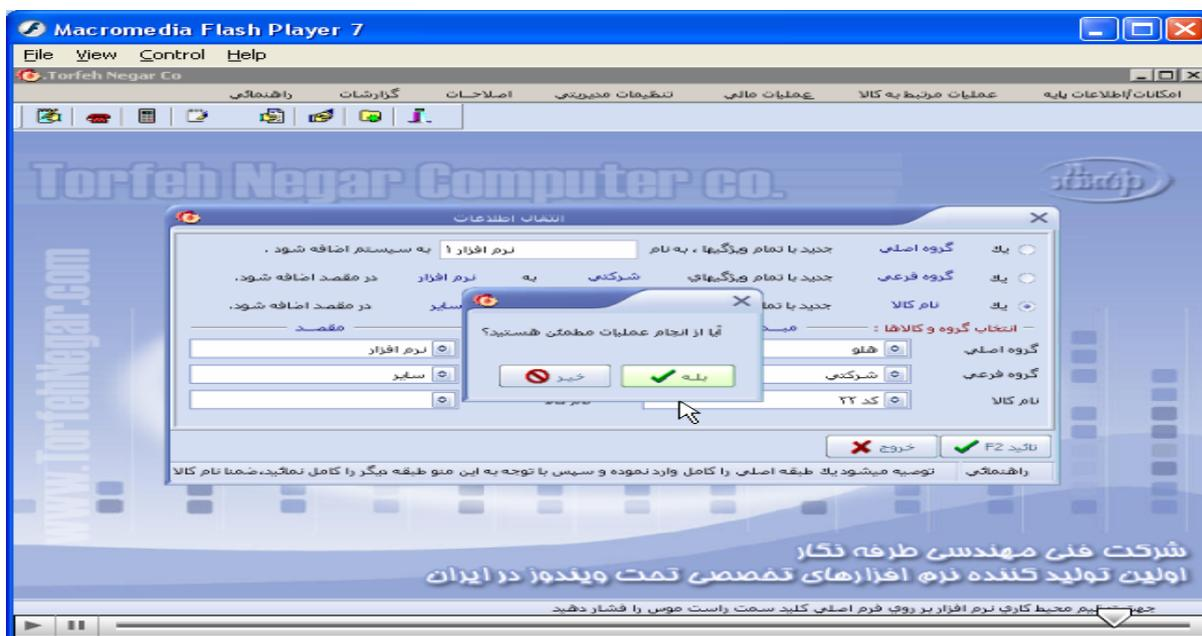 Macromedia Flash Player 7
File View Control Help
.Torfeh Negar Co
امکانات/اطلاعات پایه عملیات مرتبط به کالا عملیات مالی تنظیمات مدیریتی اصلاحات گزارشات راهنمائی
Torfeh Negar Computer co.
انتقال اطلاعات
یك گروه اصلی جدید با تمام ویژگیها ، به نام نرم افزار ۱ به سیستم اضافه شود .
یك گروه فرعی جدید با تمام ویژگیهای شرکتی به نرم افزار در مقصد اضافه شود.
یك نام کالا جدید با سایر در مقصد اضافه شود.
انتخاب گروه و کالاها : مقصــد
گروه اصلی هلو نرم افزار
گروه فرعی شرکتی سایر
نام کالا کد ۲۲
آیا از انجام عملیات مطمئن هستید؟
بله خیر
تائید F2 خروج
راهنمائی توصیه میشود یك طبقه اصلی را کامل وارد نموده و سپس با توجه به این منو طبقه دیگر را کامل نمائید،ضمنا نام کالا
www.TorfehNegar.com
شرکت فنی مهندسی طرفه نگار
اولین تولید کننده نرم افزارهای تخصصی تحت ویندوز در ایران
جهت تنظیم محیط کاری نرم افزار بر روی فرم اصلی کلید سمت راست موس را فشار دهید